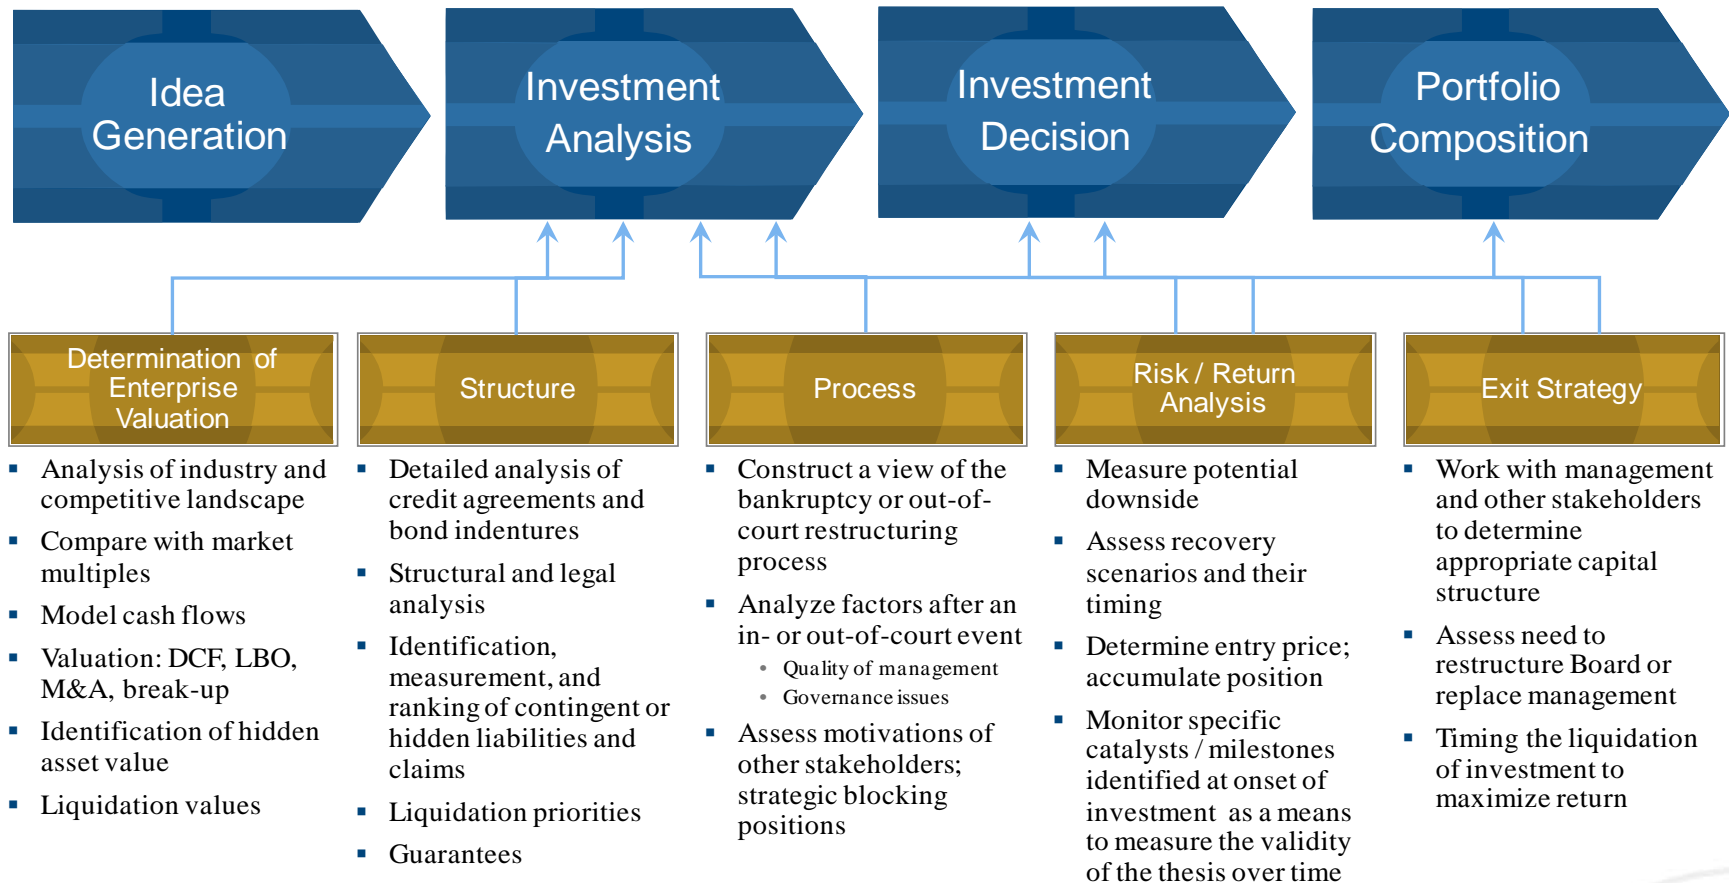 Idea
Generation
Investment
Analysis
Investment
Decision
Portfolio
Composition
Determination of
Enterprise
Valuation
Structure
Process
Risk / Return
Analysis
Exit Strategy
▪ Analysis of industry and
competitive landscape
▪ Compare with market
multiples
▪ Model cash flows
▪ Valuation: DCF, LBO,
M&A, break-up
▪ Identification of hidden
asset value
▪ Liquidation values
▪ Detailed analysis of
credit agreements and
bond indentures
▪ Structural and legal
analysis
▪ Identification,
measurement, and
ranking of contingent or
hidden liabilities and
claims
▪ Liquidation priorities
▪ Guarantees
▪ Construct a view of the
bankruptcy or out-of-
court restructuring
process
▪ Analyze factors after an
in- or out-of-court event
• Quality of management
• Governance issues
▪ Assess motivations of
other stakeholders;
strategic blocking
positions
▪ Measure potential
downside
▪ Assess recovery
scenarios and their
timing
▪ Determine entry price;
accumulate position
▪ Monitor specific
catalysts / milestones
identified at onset of
investment as a means
to measure the validity
of the thesis over time
▪ Work with management
and other stakeholders
to determine
appropriate capital
structure
▪ Assess need to
restructure Board or
replace management
▪ Timing the liquidation
of investment to
maximize return